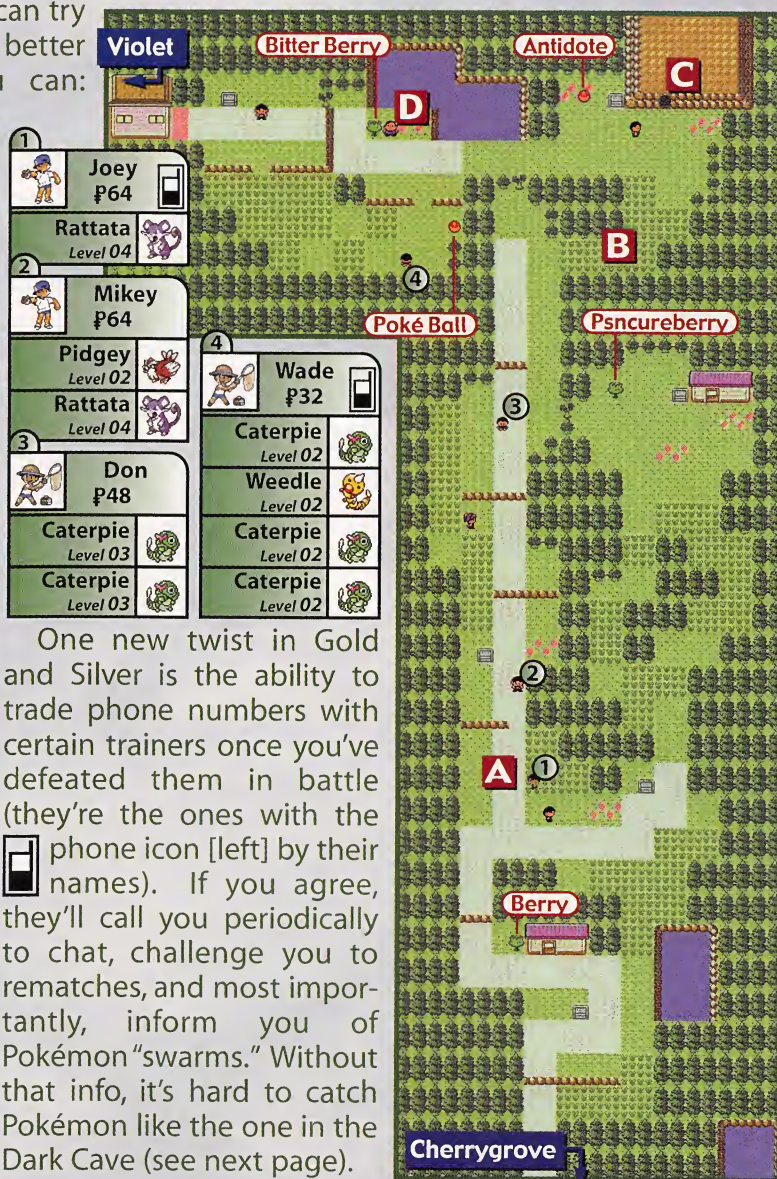 can try
better
u can:
1
Joey
₽64
Rattata
Level 04
2
Mikey
₽64
Pidgey
Level 02
Rattata
Level 04
3
Don
₽48
Caterpie
Level 03
Caterpie
Level 03
4
Wade
₽32
Caterpie
Level 02
Weedle
Level 02
Caterpie
Level 02
Caterpie
Level 02
One new twist in Gold
and Silver is the ability to
trade phone numbers with
certain trainers once you've
defeated them in battle
(they're the ones with the
phone icon [left] by their
names). If you agree,
they'll call you periodically
to chat, challenge you to
rematches, and most impor-
tantly, inform you of
Pokémon "swarms." Without
that info, it's hard to catch
Pokémon like the one in the
Dark Cave (see next page).
Violet
Bitter Berry
Antidote
C
D
B
4
Poké Ball
Psncureberry
3
2
A
1
Berry
Cherrygrove